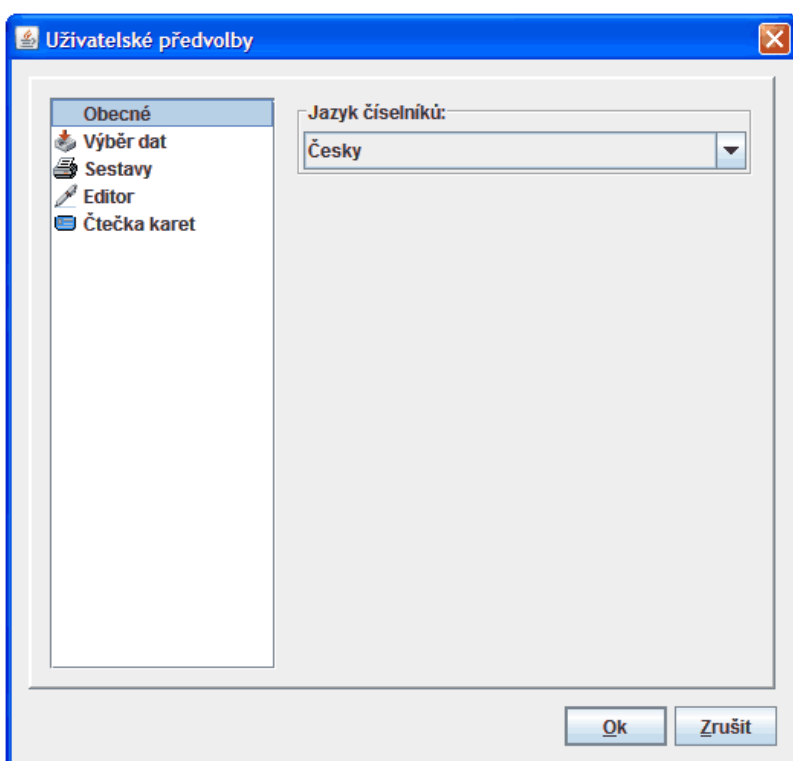 Uživatelské předvolby
Obecné
Výběr dat
Sestavy
Editor
Čtečka karet
Jazyk číselníků:
Česky
Ok
Zrušit